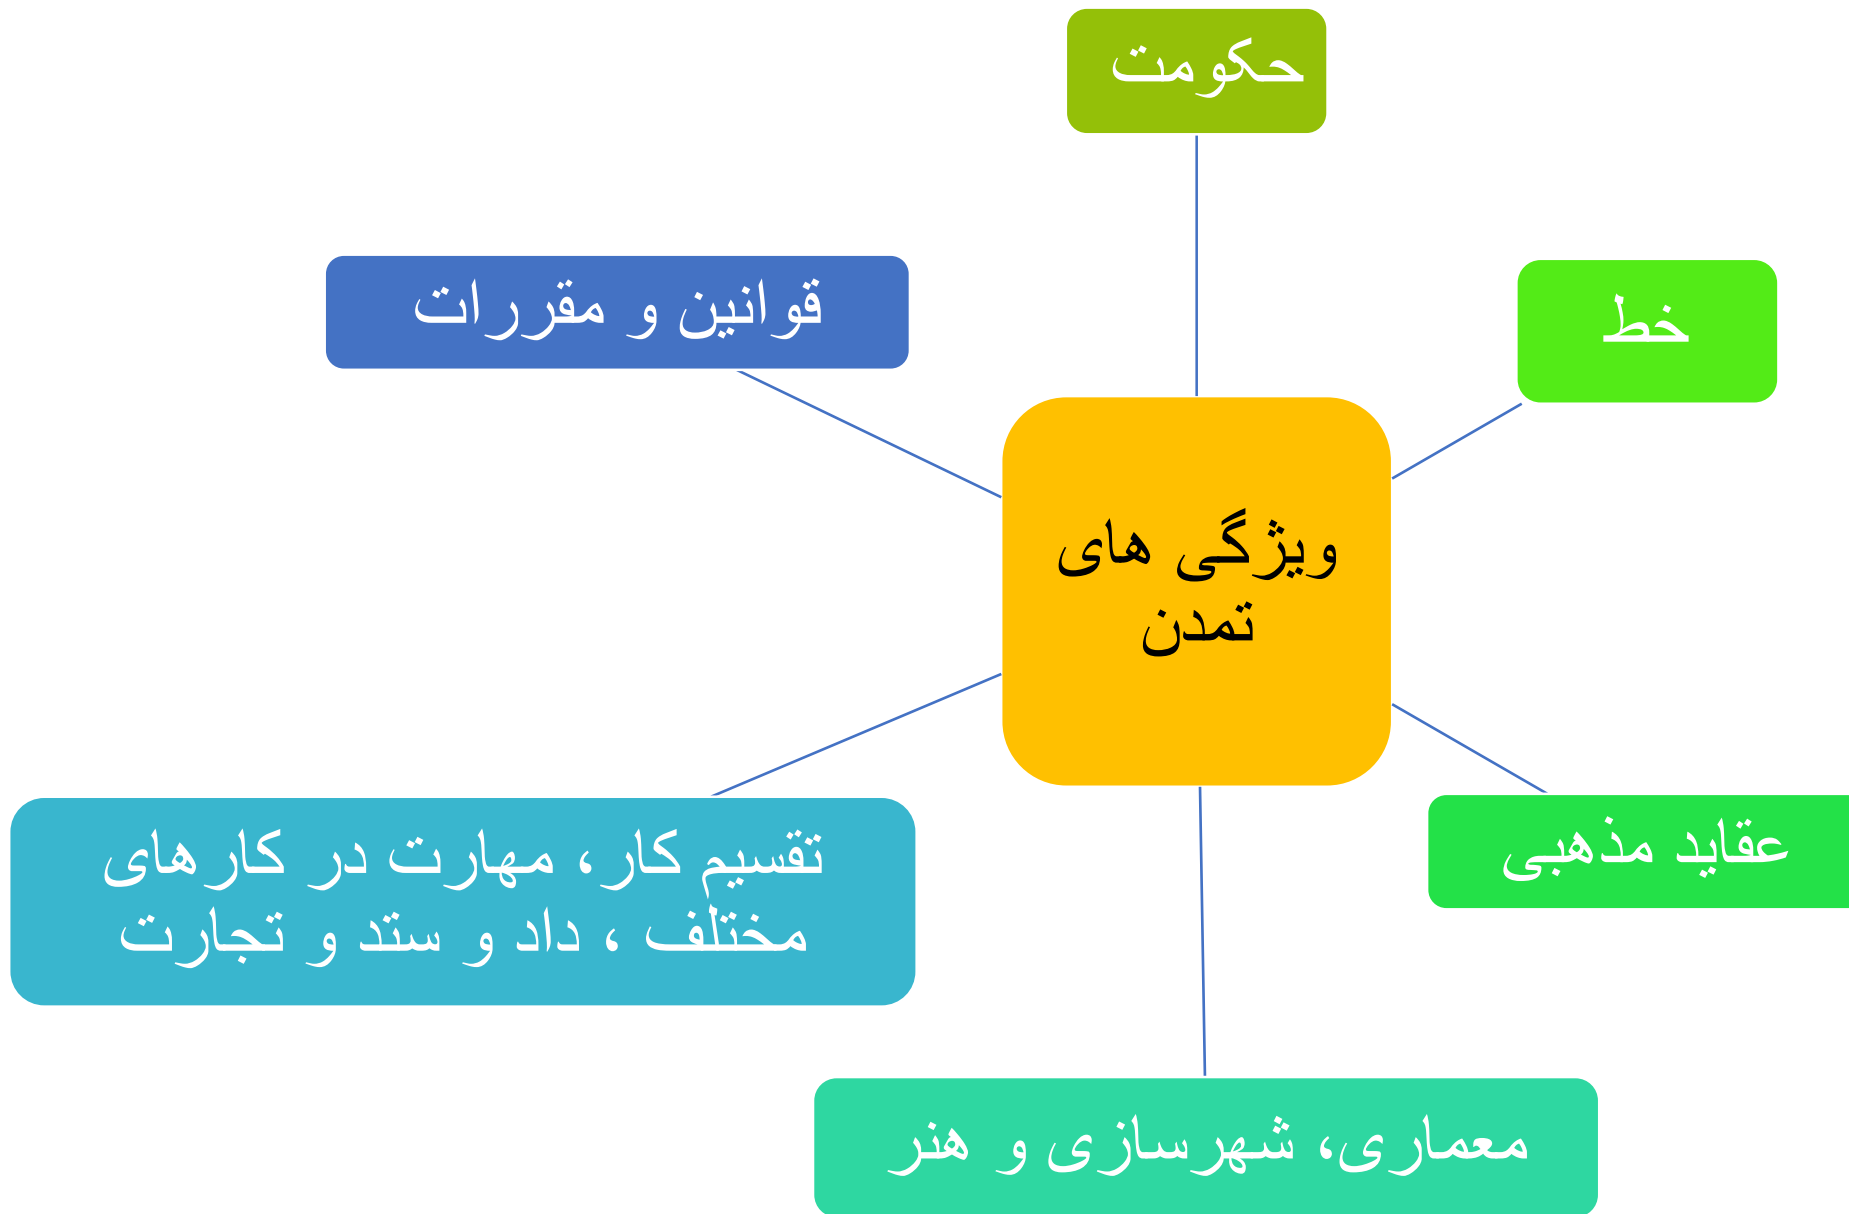 حکومت
خط
قوانین و مقررات
ویژگی های
تمدن
عقاید مذهبی
تقسیم کار، مهارت در کارهای
مختلف ، داد و ستد و تجارت
معماری، شهرسازی و هنر